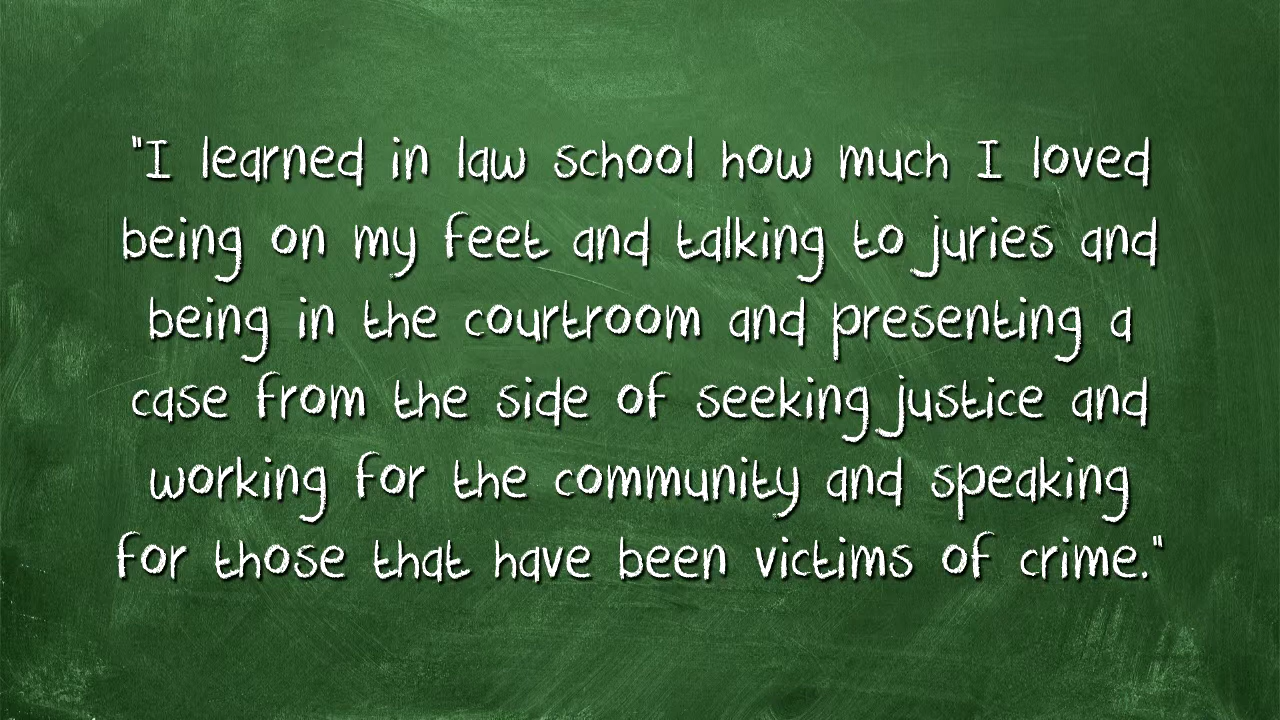 "I learned in law school how much I loved
being on my feet and talking to juries and
being in the courtroom and presenting a
case from the side of seeking justice and
working for the community and speaking
for those that have been victims of crime."